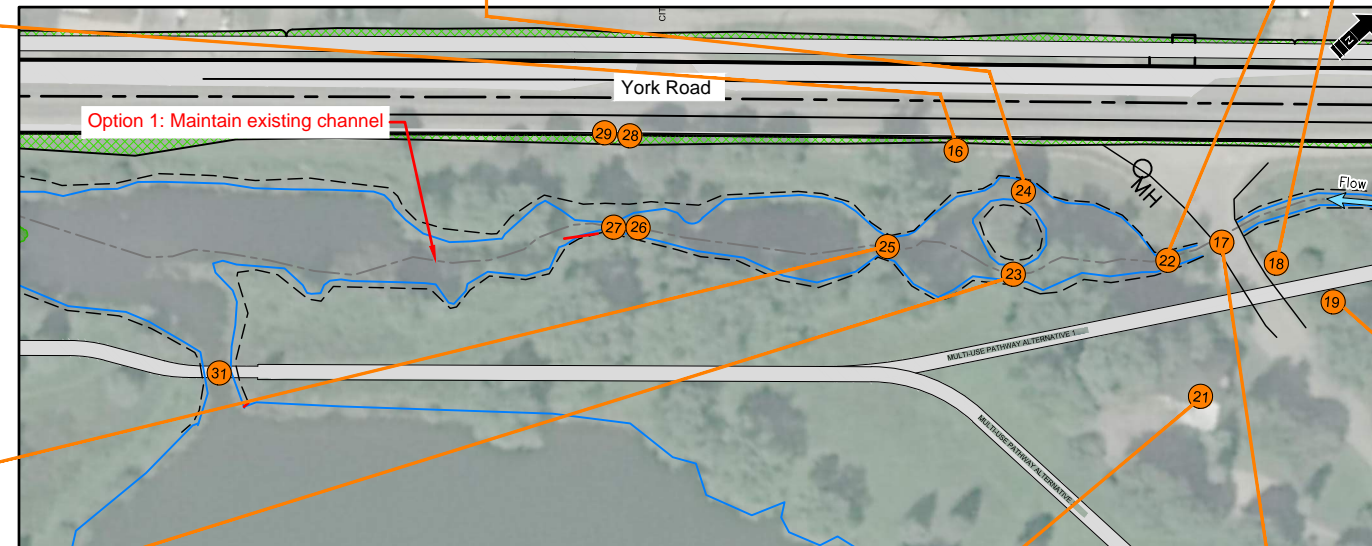 CIT
N
York Road
Option 1: Maintain existing channel
29
28
16
MH
24
Flow
27
26
25
17
22
18
23
19
MULTI-USE PATHWAY ALTERNATIVE 1
31
21
MULTI-USE PATHWAY ALTERNATIVE